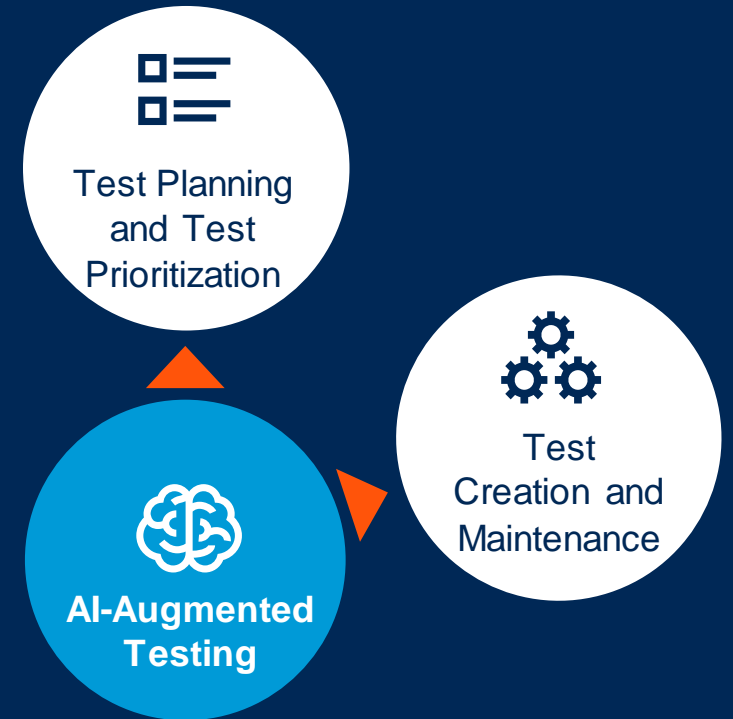 Test Planning
and Test
Prioritization
Test
Creation and
Maintenance
AI-Augmented
Testing